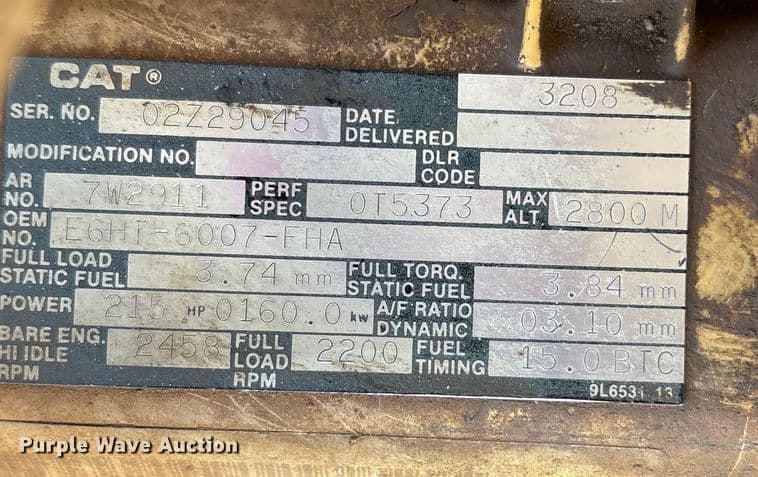 CAT® 3208
SER. NO. 02Z29045 DATE DELIVERED
MODIFICATION NO. DLR CODE
AR NO. 7W2911 PERF SPEC 0T5373 MAX ALT. 2800 M
OEM NO. E6HT-6007-FHA
FULL LOAD STATIC FUEL 3.74 mm FULL TORQ. STATIC FUEL 3.84 mm
POWER 215 HP 0160.0 kw A/F RATIO DYNAMIC 03.10 mm
BARE ENG. HI IDLE RPM 2458 FULL LOAD RPM 2200 FUEL TIMING 15.0 BTC
13
Purple Wave Auction